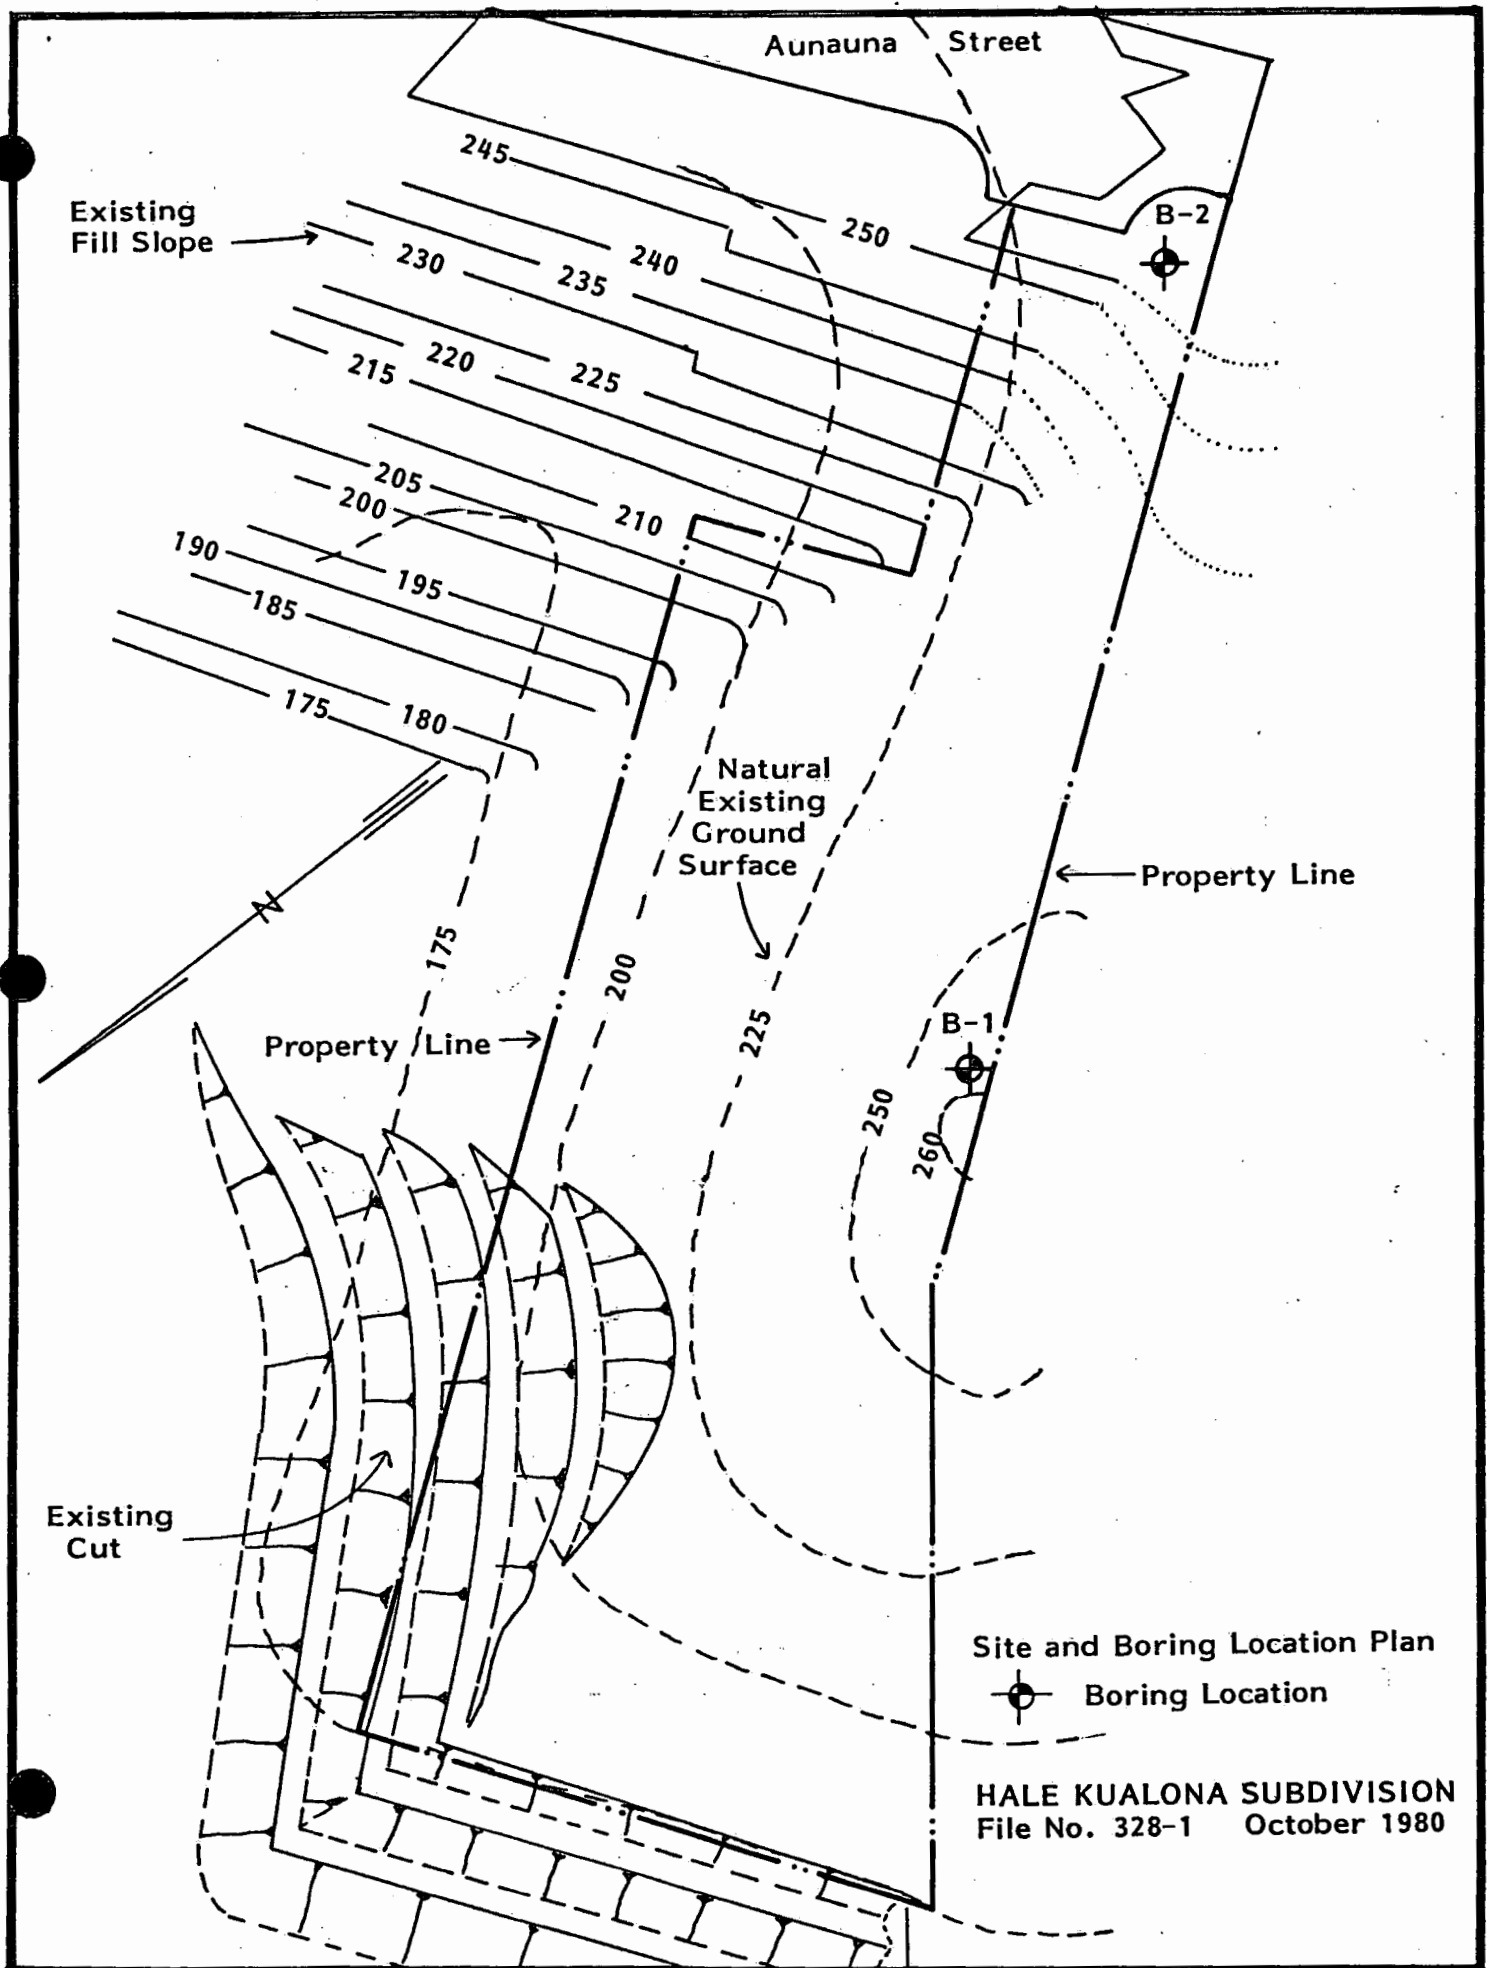 Aunauna Street
245
Existing
Fill Slope
B-2
250
240
230
235
220
225
215
205
200
210
190
195
185
175
180
Natural
Existing
Ground
Surface
Property Line
175
200
225
N
Property Line
B-1
250
260
Existing
Cut
Site and Boring Location Plan
Boring Location
HALE KUALONA SUBDIVISION
File No. 328-1 October 1980